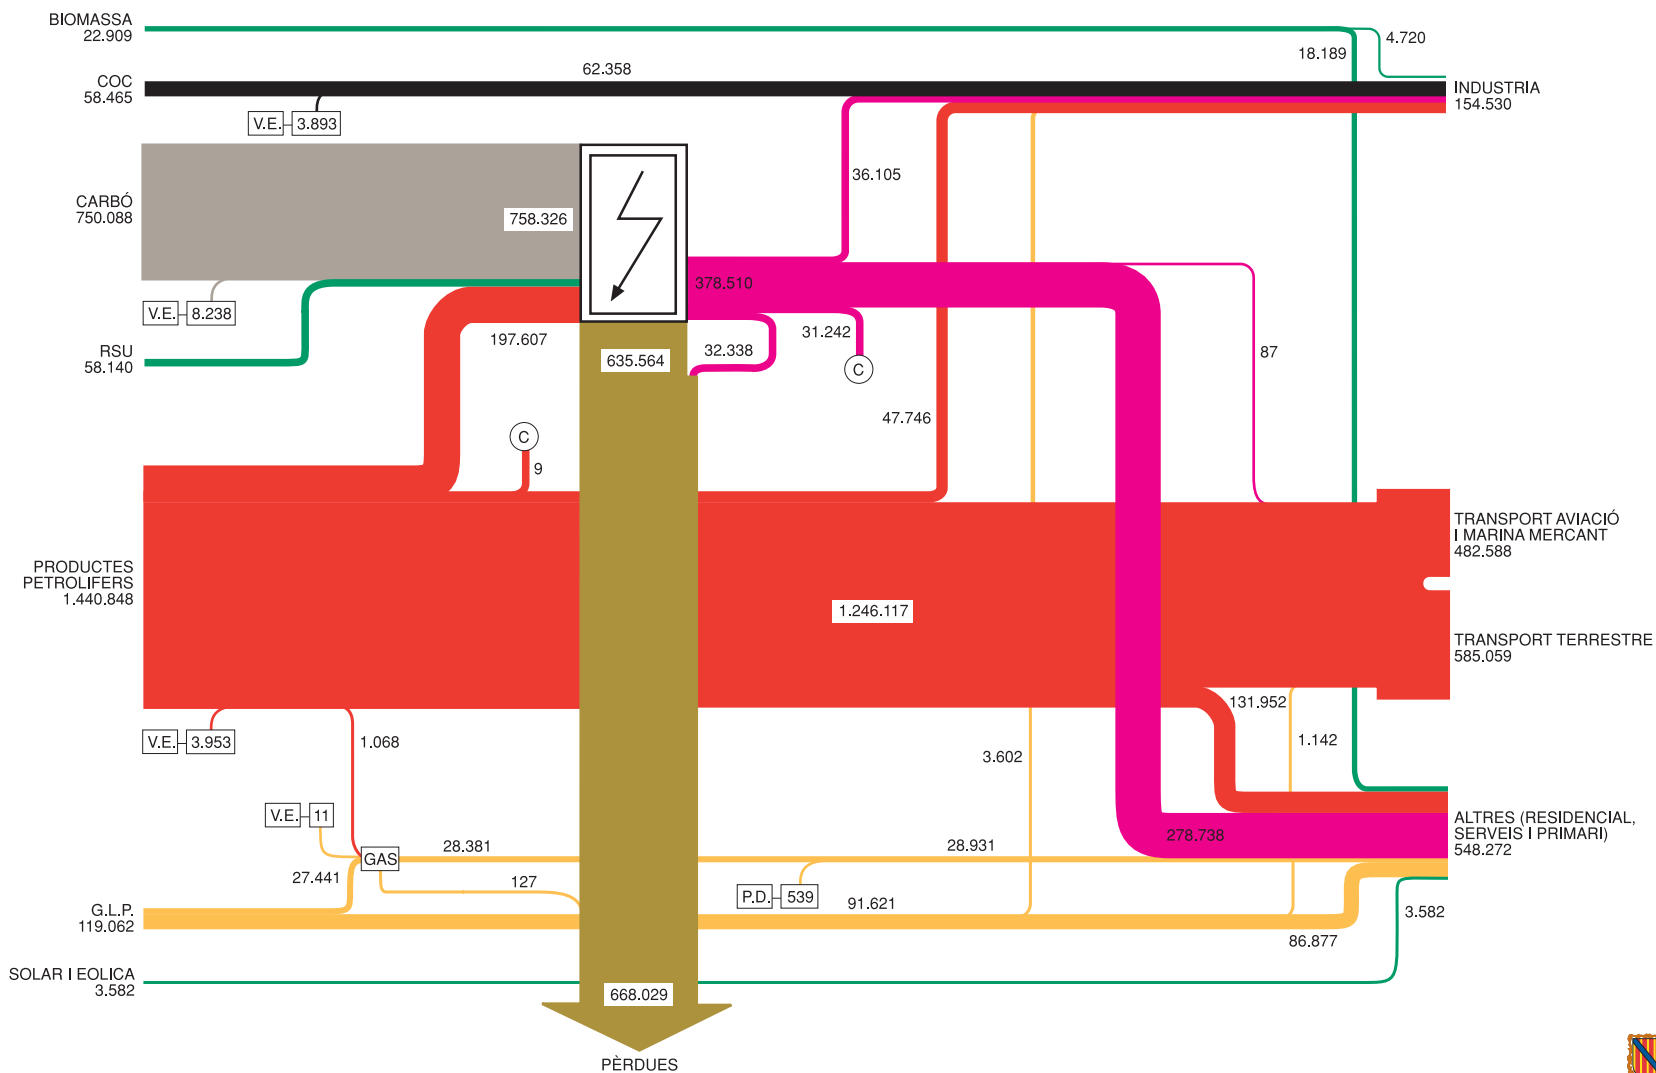 BIOMASSA
22.909
18.189
4.720
COC
58.465
62.358
INDUSTRIA
154.530
V.E.
3.893
36.105
CARBÓ
750.088
758.326
378.510
V.E.
8.238
197.607
RSU
58.140
635.564
32.338
31.242
C
87
47.746
C
9
PRODUCTES
PETROLIFERS
1.440.848
1.246.117
TRANSPORT AVIACIÓ
I MARINA MERCANT
482.588
TRANSPORT TERRESTRE
585.059
V.E.
3.953
1.068
131.952
3.602
1.142
V.E.
11
GAS
28.381
28.931
278.738
ALTRES (RESIDENCIAL,
SERVEIS I PRIMARI)
548.272
27.441
127
P.D.
539
91.621
G.L.P.
119.062
86.877
3.582
SOLAR I EOLICA
3.582
668.029
PÈRDUES